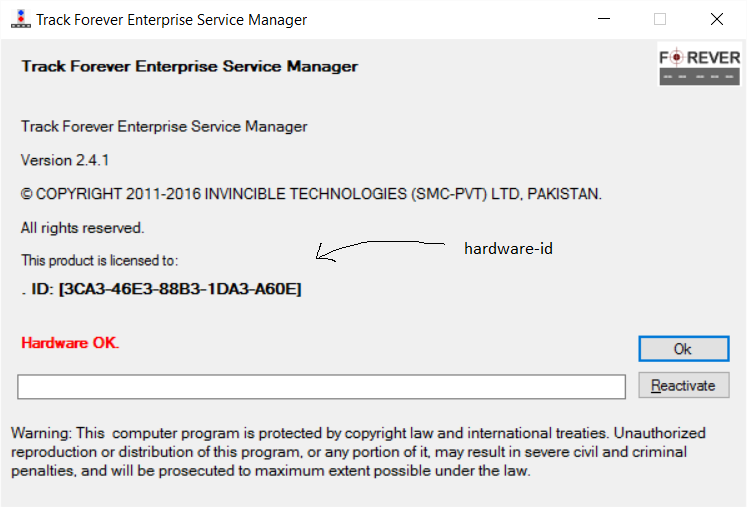 Track Forever Enterprise Service Manager
Track Forever Enterprise Service Manager
FOREVER
Track Forever Enterprise Service Manager
Version 2.4.1
© COPYRIGHT 2011-2016 INVINCIBLE TECHNOLOGIES (SMC-PVT) LTD, PAKISTAN.
All rights reserved.
This product is licensed to:
hardware-id
. ID: [3CA3-46E3-88B3-1DA3-A60E]
Hardware OK.
Ok
Reactivate
Warning: This  computer program is protected by copyright law and international treaties. Unauthorized
reproduction or distribution of this program, or any portion of it, may result in severe civil and criminal
penalties, and will be prosecuted to maximum extent possible under the law.